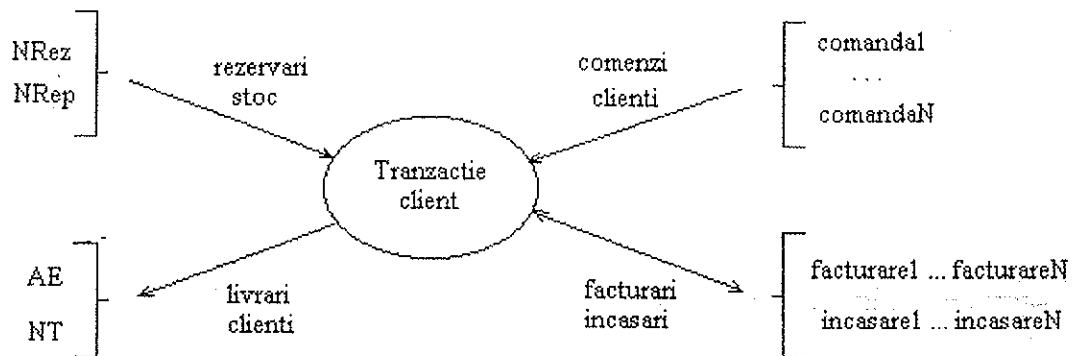 NRez
NRep
rezervari
stoc
comenzi
clienti
comanda1
...
comandaN
Tranzactie
client
AE
NT
livrari
clienti
facturari
incasari
facturare1 ... facturareN
incasare1 ... incasareN